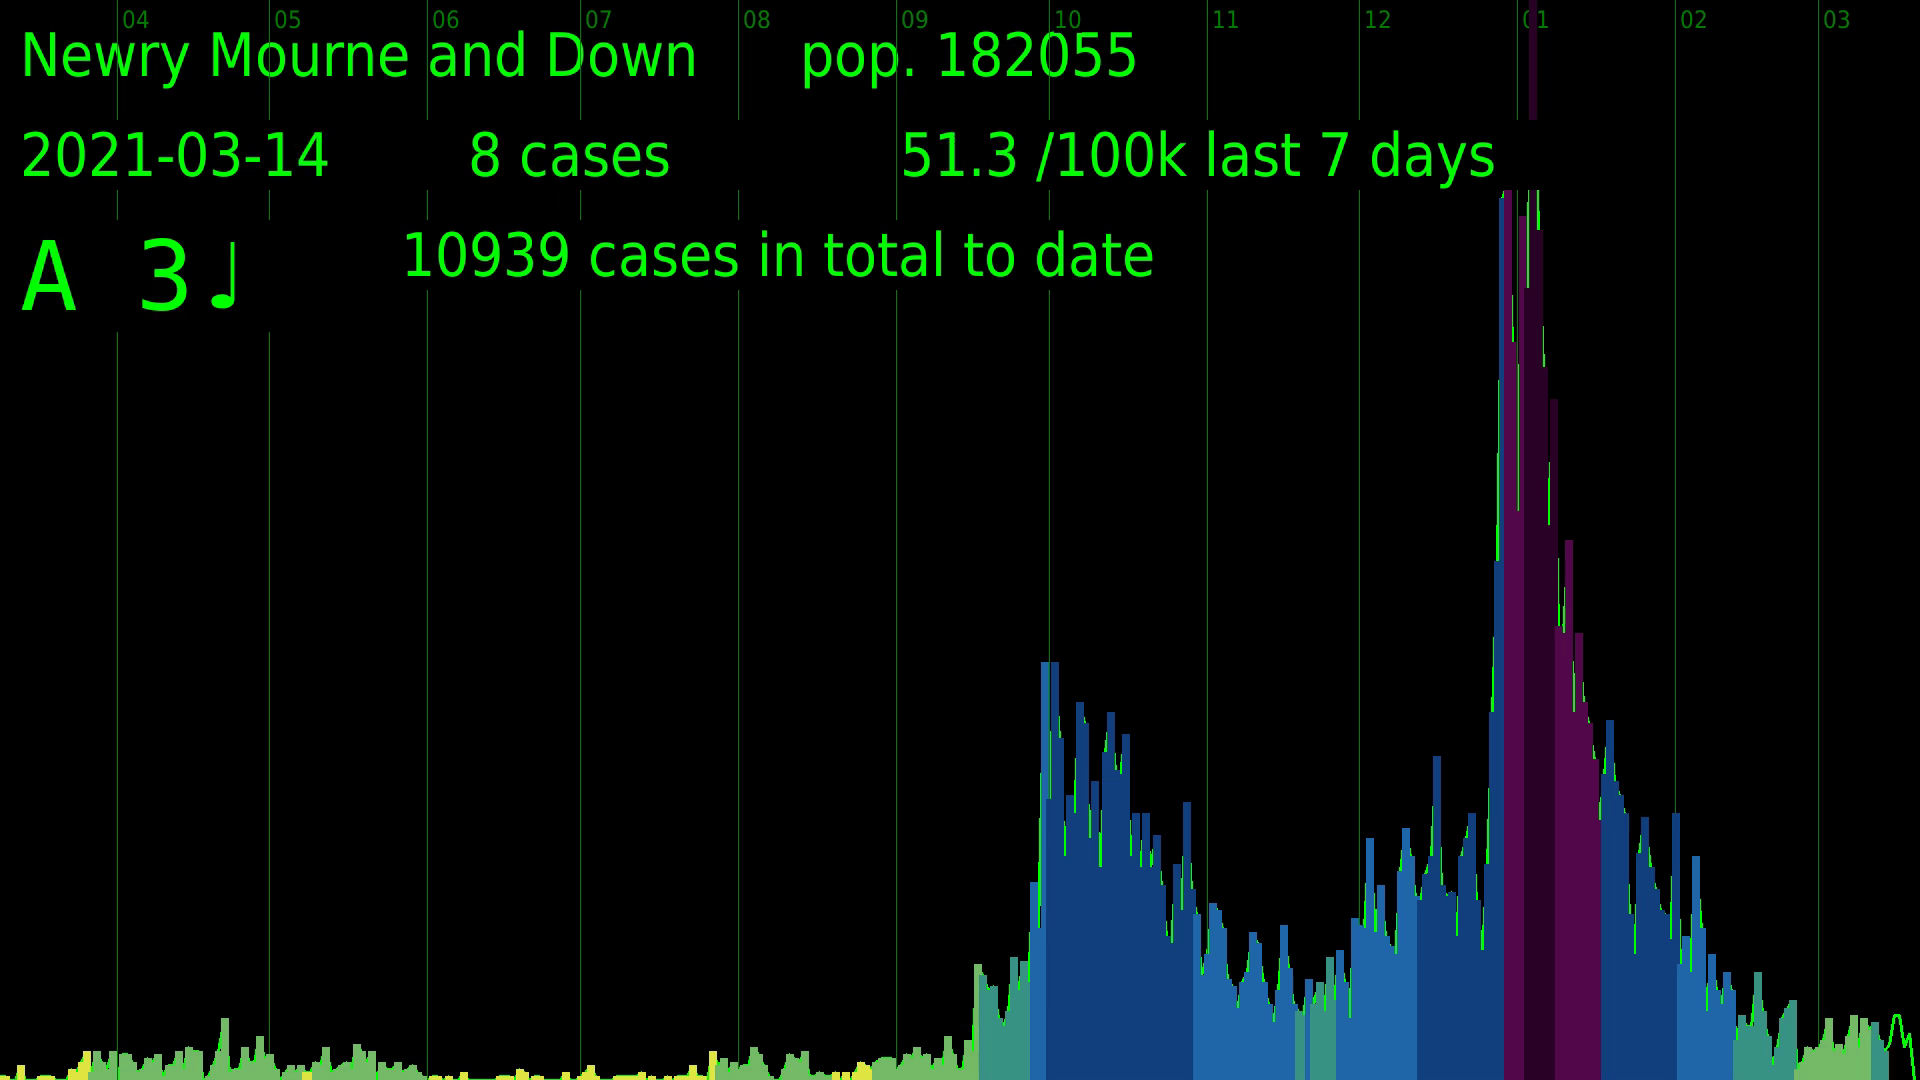 04 05 06 07 08 09 10 11 12 01 02 03
Newry Mourne and Down pop. 182055
2021-03-14 8 cases 51.3 /100k last 7 days
A 3♩ 10939 cases in total to date